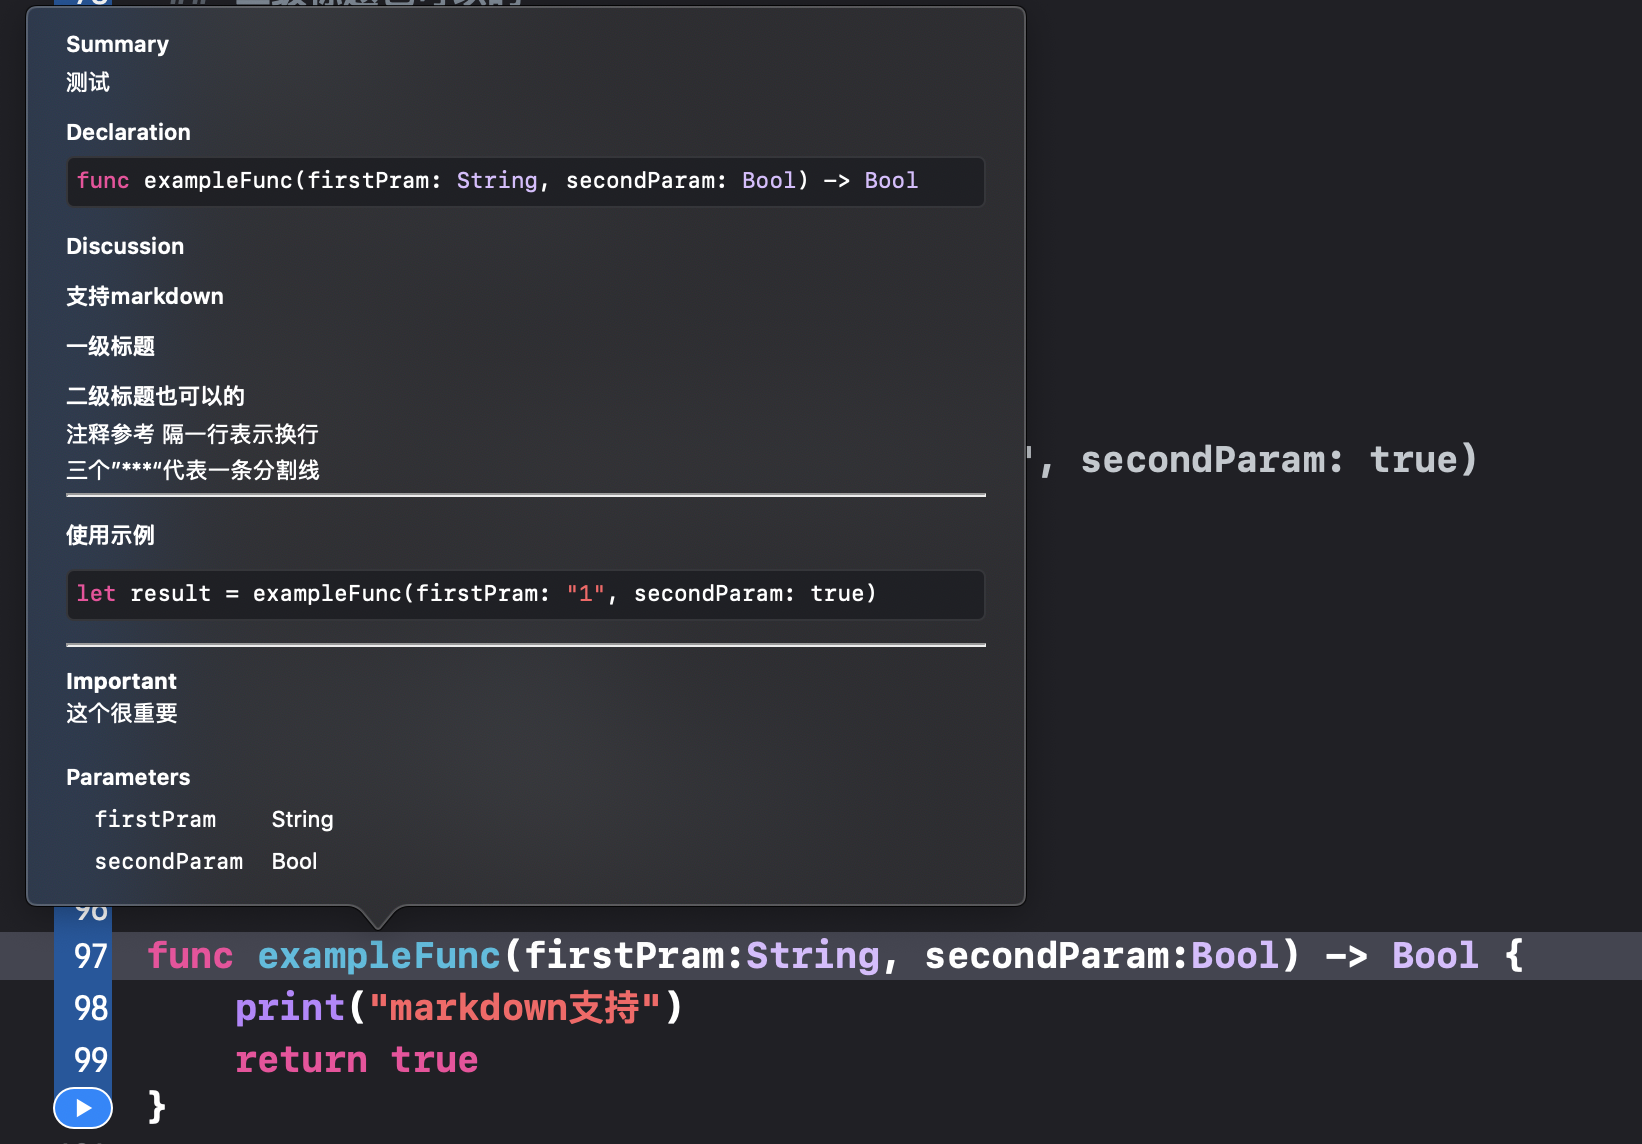 Summary
测试
Declaration
func exampleFunc(firstPram: String, secondParam: Bool) -> Bool
Discussion
支持markdown
一级标题
二级标题也可以的
注释参考 隔一行表示换行
三个”***“代表一条分割线
", secondParam: true)
使用示例
let result = exampleFunc(firstPram: "1", secondParam: true)
Important
这个很重要
Parameters
firstPram String
secondParam Bool
96
97 func exampleFunc(firstPram:String, secondParam:Bool) -> Bool {
98 print("markdown支持")
99 return true
}